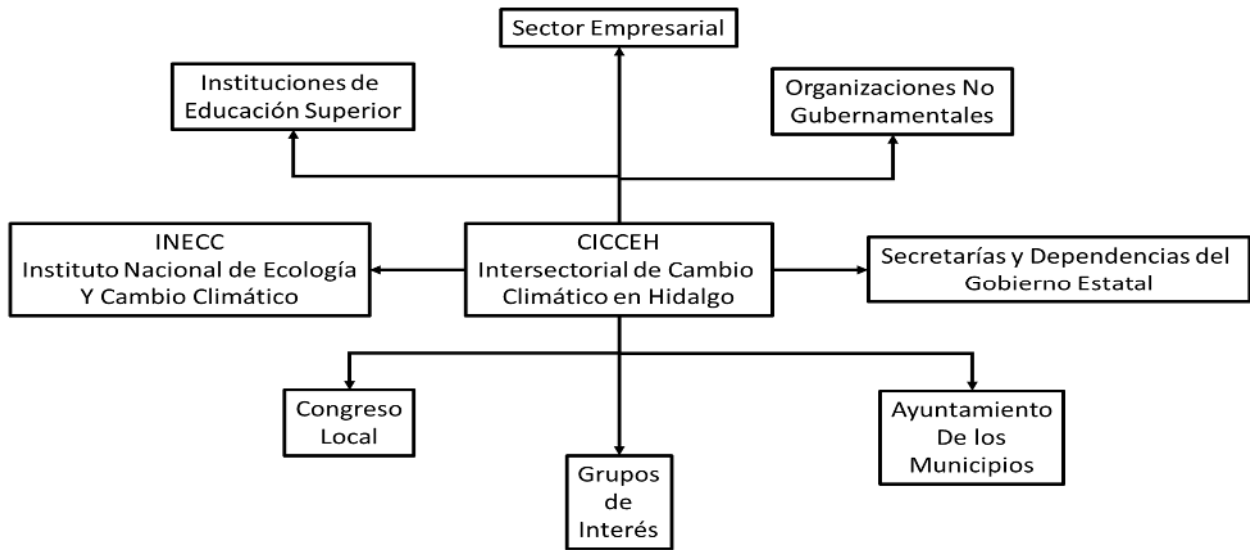 Sector Empresarial
Instituciones de
Educación Superior
Organizaciones No
Gubernamentales
INECC
Instituto Nacional de Ecología
Y Cambio Climático
CICCEH
Intersectorial de Cambio
Climático en Hidalgo
Secretarías y Dependencias del
Gobierno Estatal
Congreso
Local
Grupos
de
Interés
Ayuntamiento
De los
Municipios